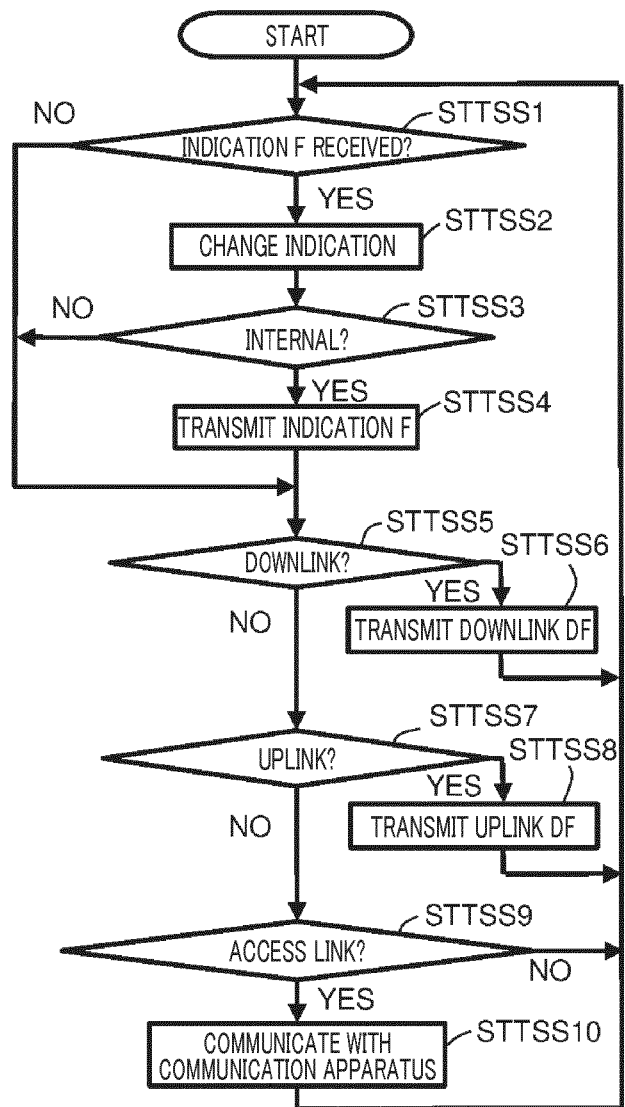 START
NO
STTSS1
INDICATION F RECEIVED?
YES
STTSS2
CHANGE INDICATION
NO
STTSS3
INTERNAL?
YES
STTSS4
TRANSMIT INDICATION F
STTSS5
STTSS6
DOWNLINK?
YES
NO
TRANSMIT DOWNLINK DF
STTSS7
UPLINK?
STTSS8
YES
NO
TRANSMIT UPLINK DF
STTSS9
ACCESS LINK?
NO
YES
STTSS10
COMMUNICATE WITH
COMMUNICATION APPARATUS